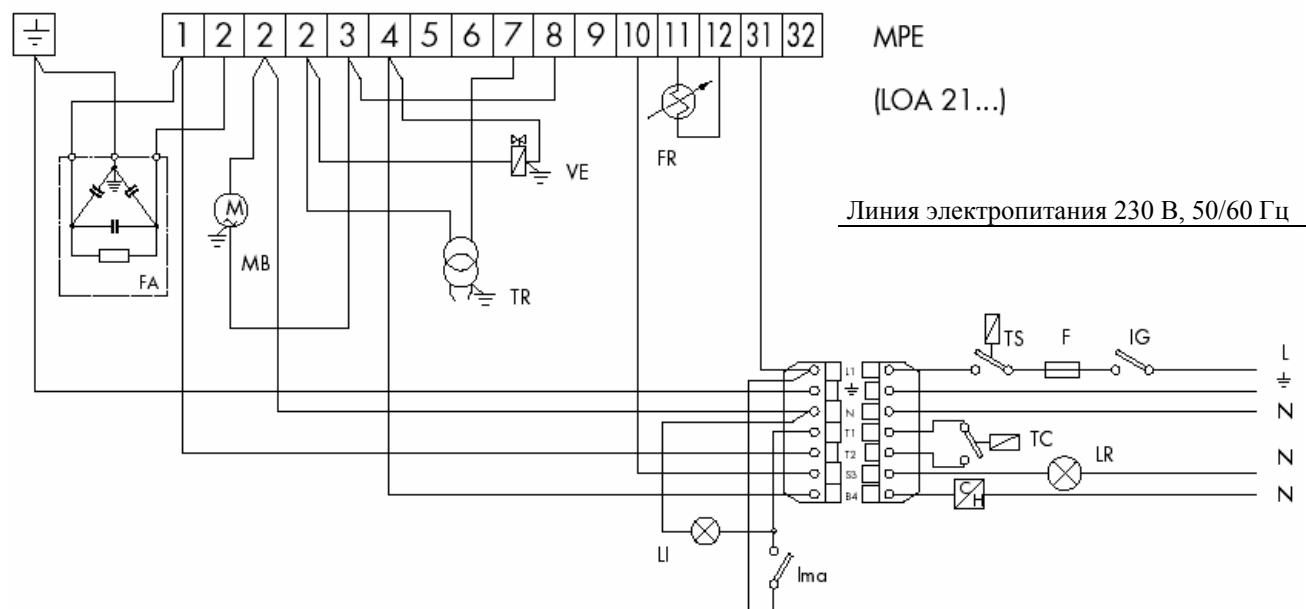 1 2 2 2 3 4 5 6 7 8 9 10 11 12 31 32
MPE
(LOA 21...)
FR
VE
Линия электропитания 230 В, 50/60 Гц
M
MB
FA
TR
TS F IG
L
L1
N N
T1
TC
T2
LR N
S3
C/H
B4
N
LI
Ima